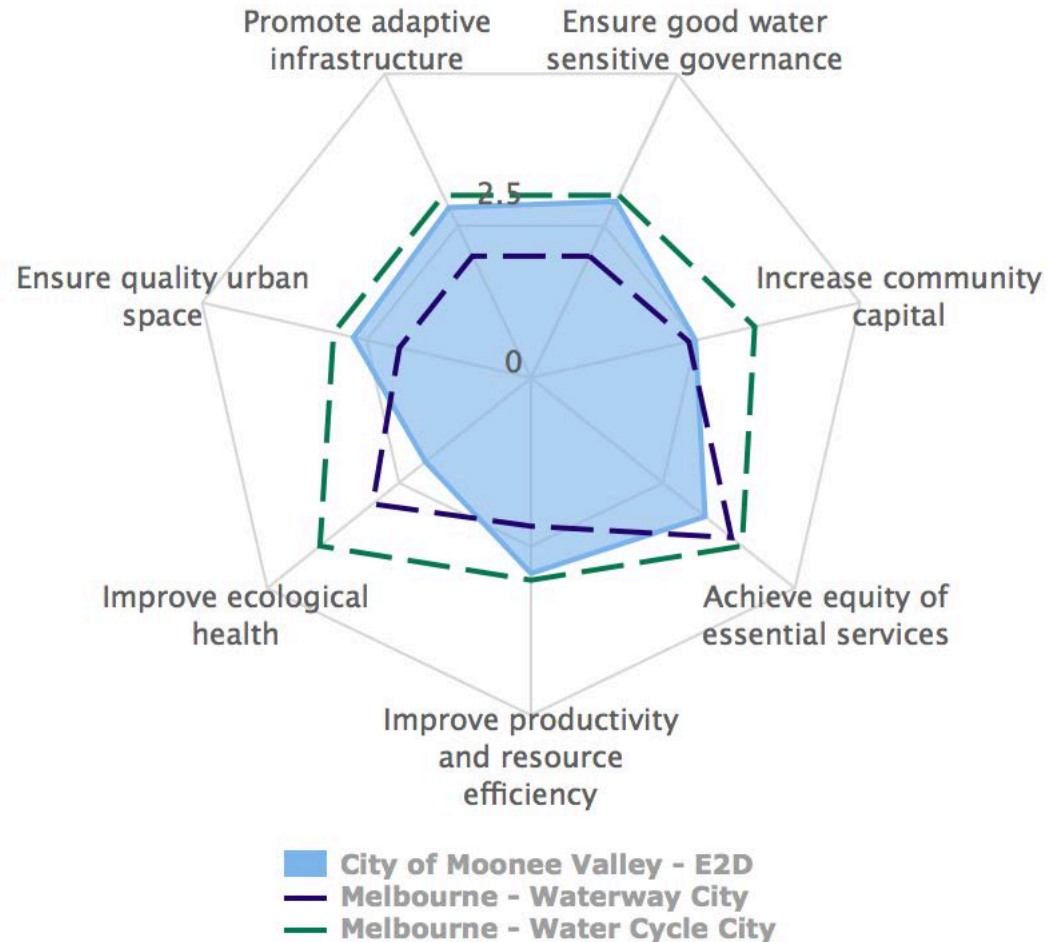 Promote adaptive
infrastructure
Ensure good water
sensitive governance
2.5
Ensure quality urban
space
Increase community
capital
0
Improve ecological
health
Achieve equity of
essential services
Improve productivity
and resource
efficiency
City of Moonee Valley - E2D
Melbourne - Waterway City
Melbourne - Water Cycle City